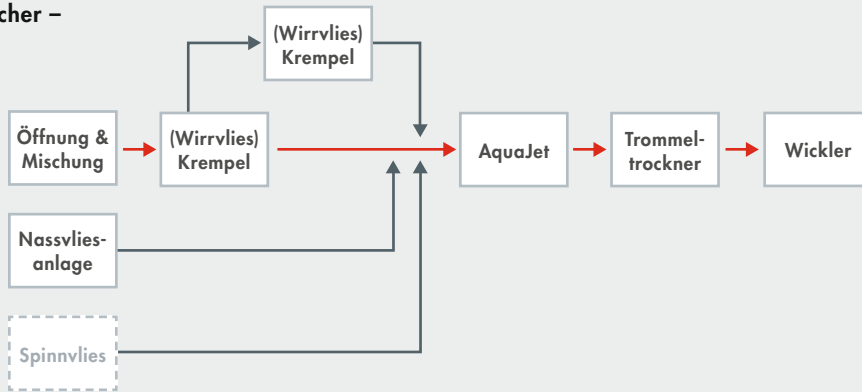 cher –
(Wirrvlies)
Krempel
Öffnung &
Mischung
(Wirrvlies)
Krempel
AquaJet
Trommel-
trockner
Wickler
Nassvlies-
anlage
Spinnvlies